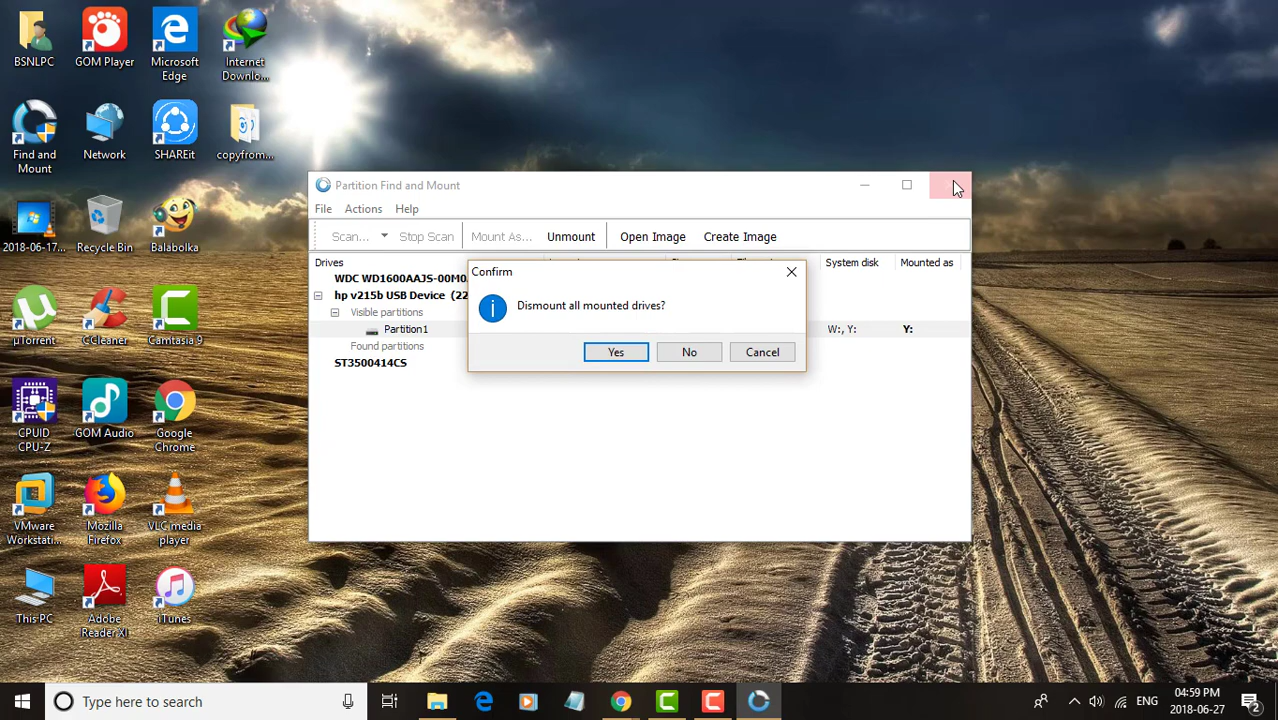 BSNLPC
GOM Player
Microsoft
Edge
Internet
Downlo...
Find and
Mount
Network
SHAREit
copyfrom...
2018-06-17...
Recycle Bin
Balabolka
µTorrent
CCleaner
Camtasia 9
CPUID
CPU-Z
GOM Audio
Google
Chrome
VMware
Workstati...
Mozilla
Firefox
VLC media
player
This PC
Adobe
Reader XI
iTunes
Partition Find and Mount
File Actions Help
Scan... Stop Scan Mount As... Unmount Open Image Create Image
Drives System disk Mounted as
WDC WD1600AAJS-00M0
hp v215b USB Device (22
Visible partitions
Partition1 W:, Y: Y:
Found partitions
ST3500414CS
Confirm
Dismount all mounted drives?
Yes No Cancel
Type here to search
ENG
04:59 PM
2018-06-27
2